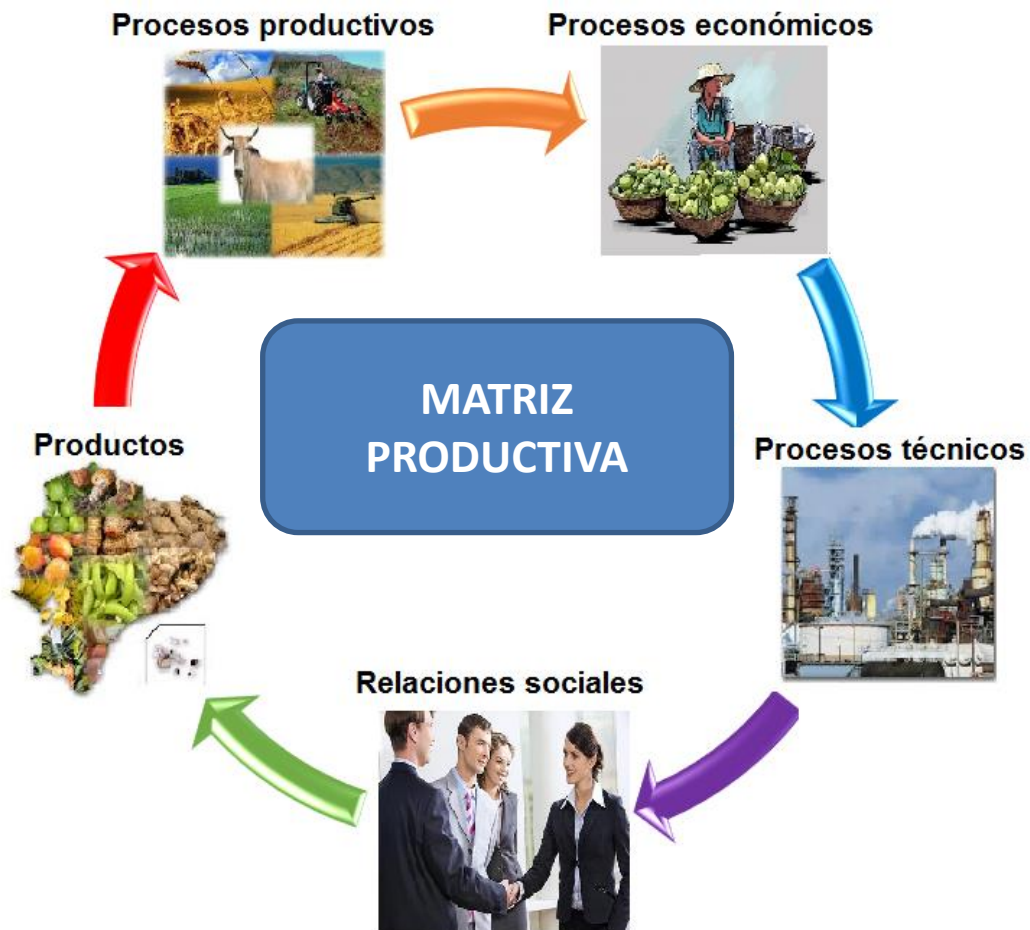 Procesos productivos
Procesos económicos
MATRIZ
PRODUCTIVA
Productos
Procesos técnicos
Relaciones sociales